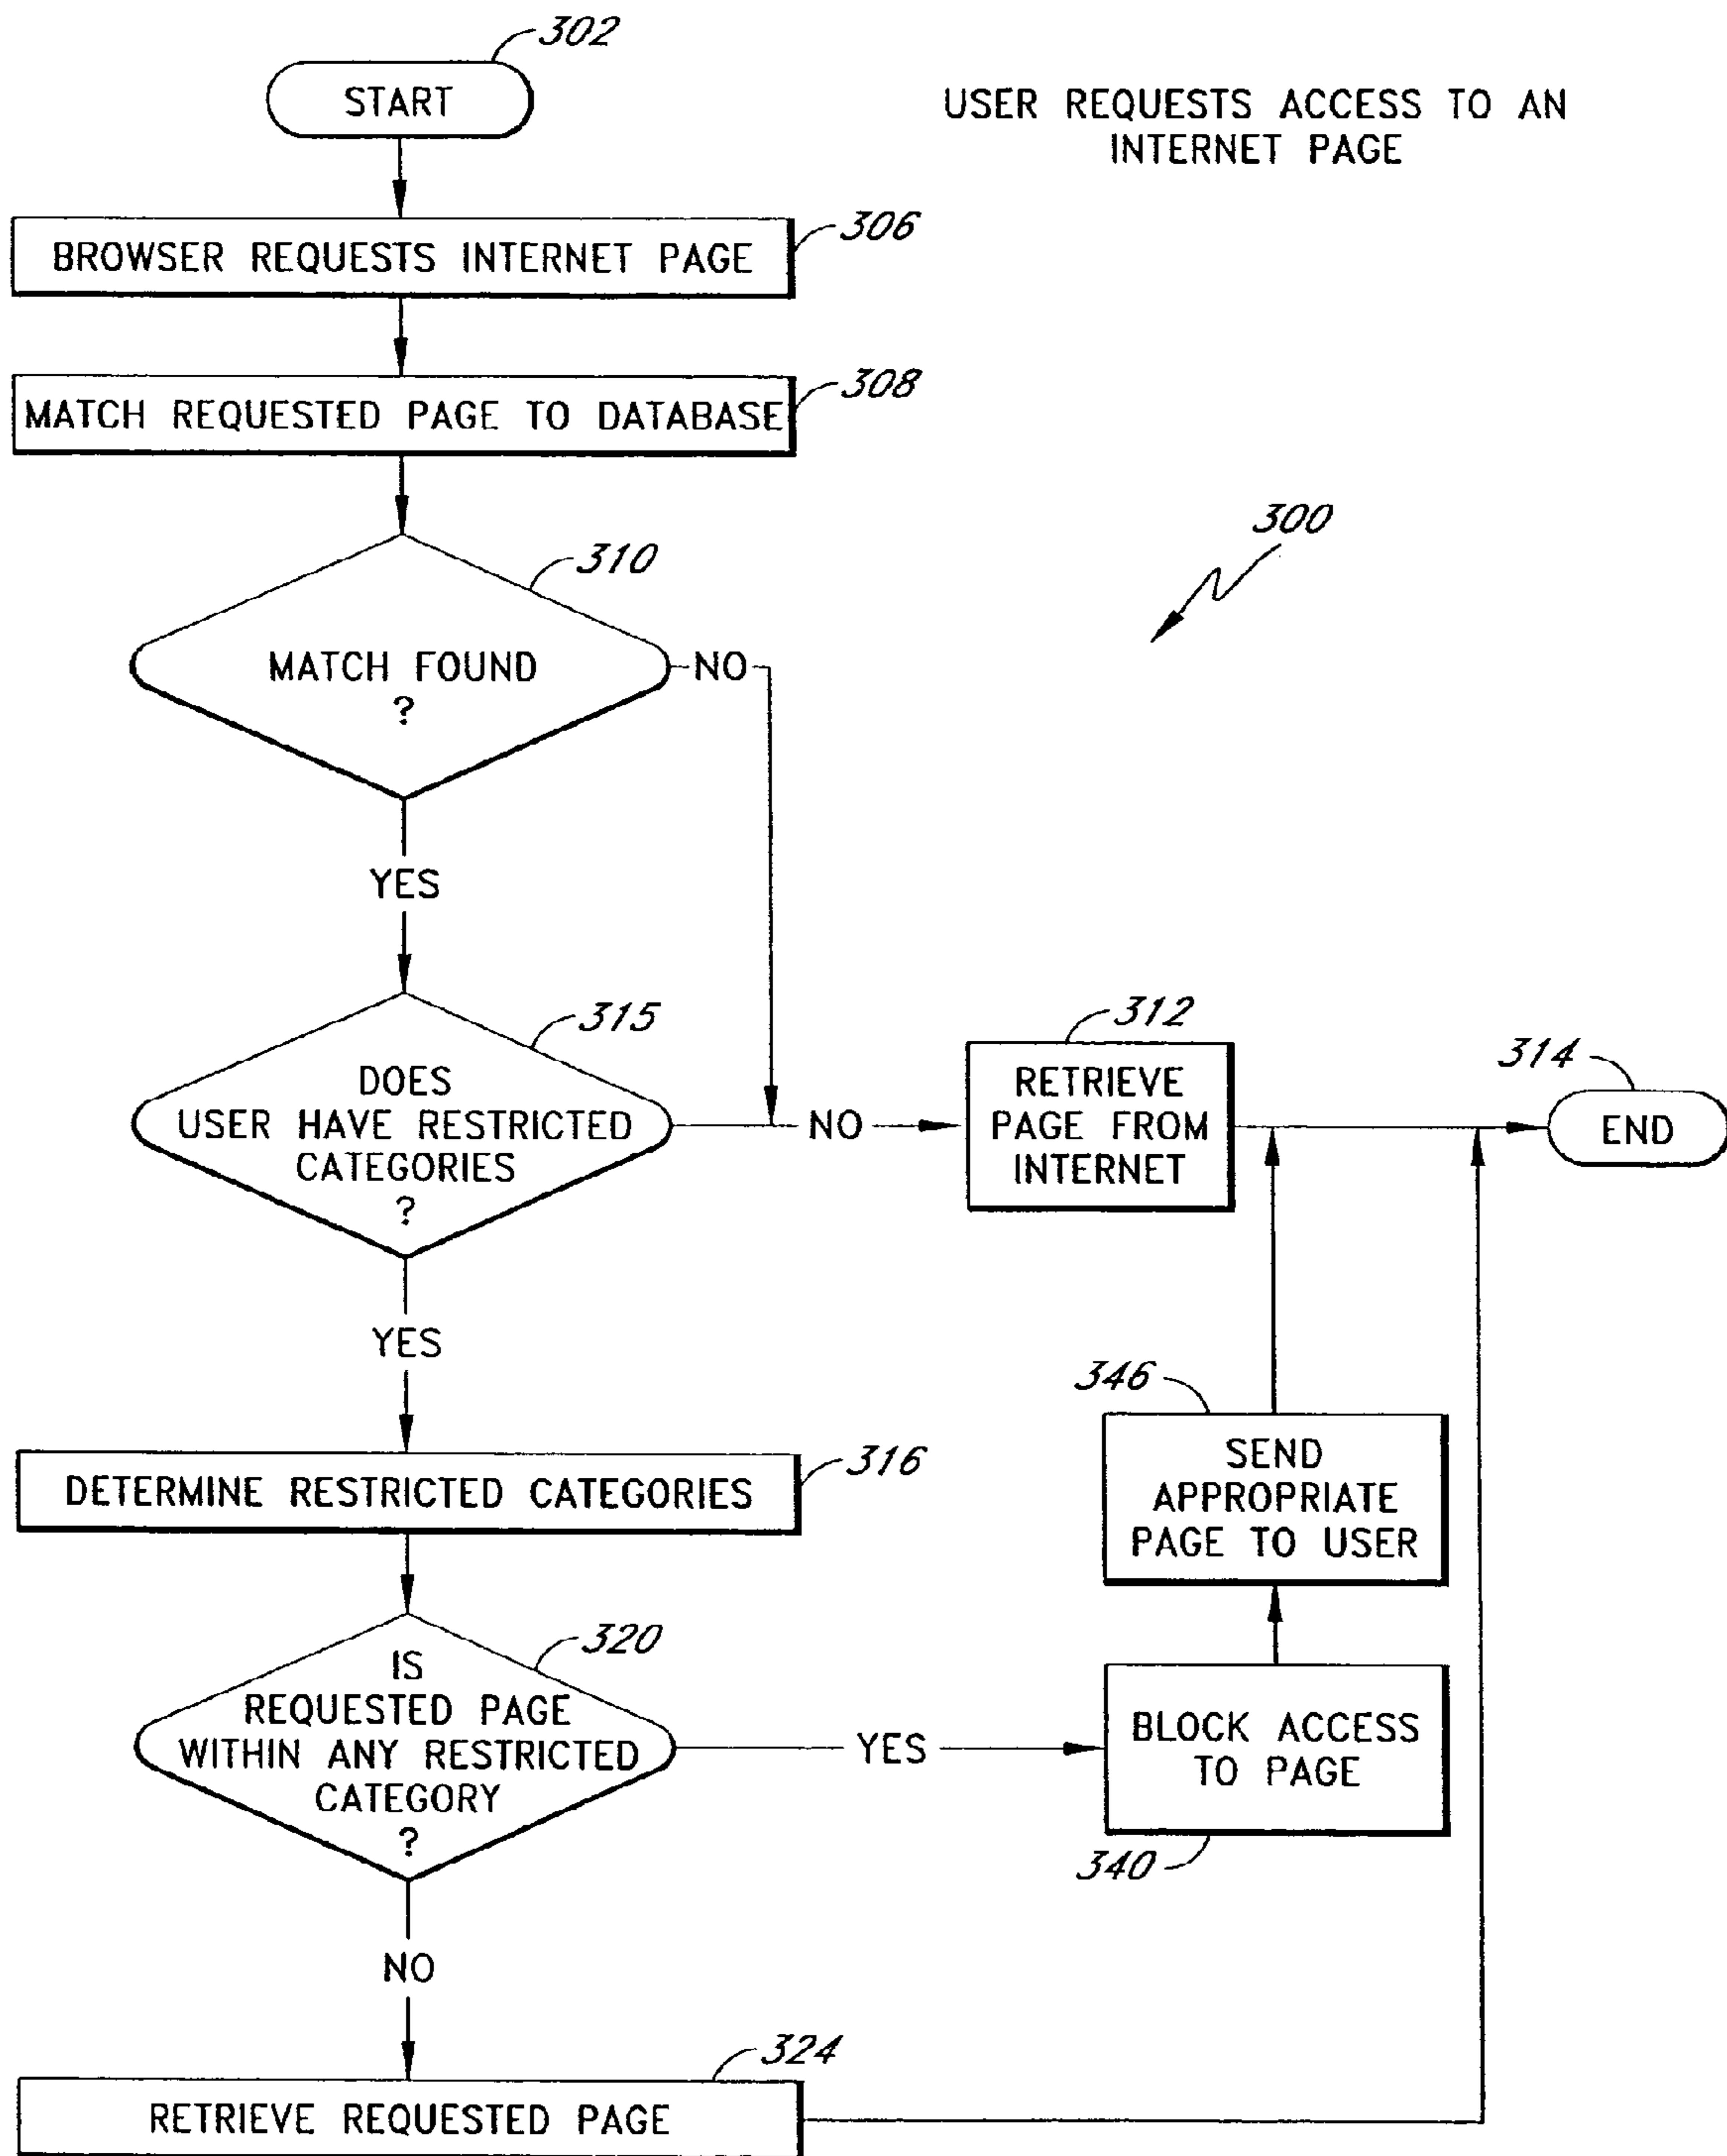 302
START
USER REQUESTS ACCESS TO AN
INTERNET PAGE
306
BROWSER REQUESTS INTERNET PAGE
308
MATCH REQUESTED PAGE TO DATABASE
300
310
MATCH FOUND
?
NO
YES
315
DOES
USER HAVE RESTRICTED
CATEGORIES
?
NO
312
RETRIEVE
PAGE FROM
INTERNET
314
END
YES
316
DETERMINE RESTRICTED CATEGORIES
346
SEND
APPROPRIATE
PAGE TO USER
320
IS
REQUESTED PAGE
WITHIN ANY RESTRICTED
CATEGORY
?
YES
BLOCK ACCESS
TO PAGE
340
NO
324
RETRIEVE REQUESTED PAGE